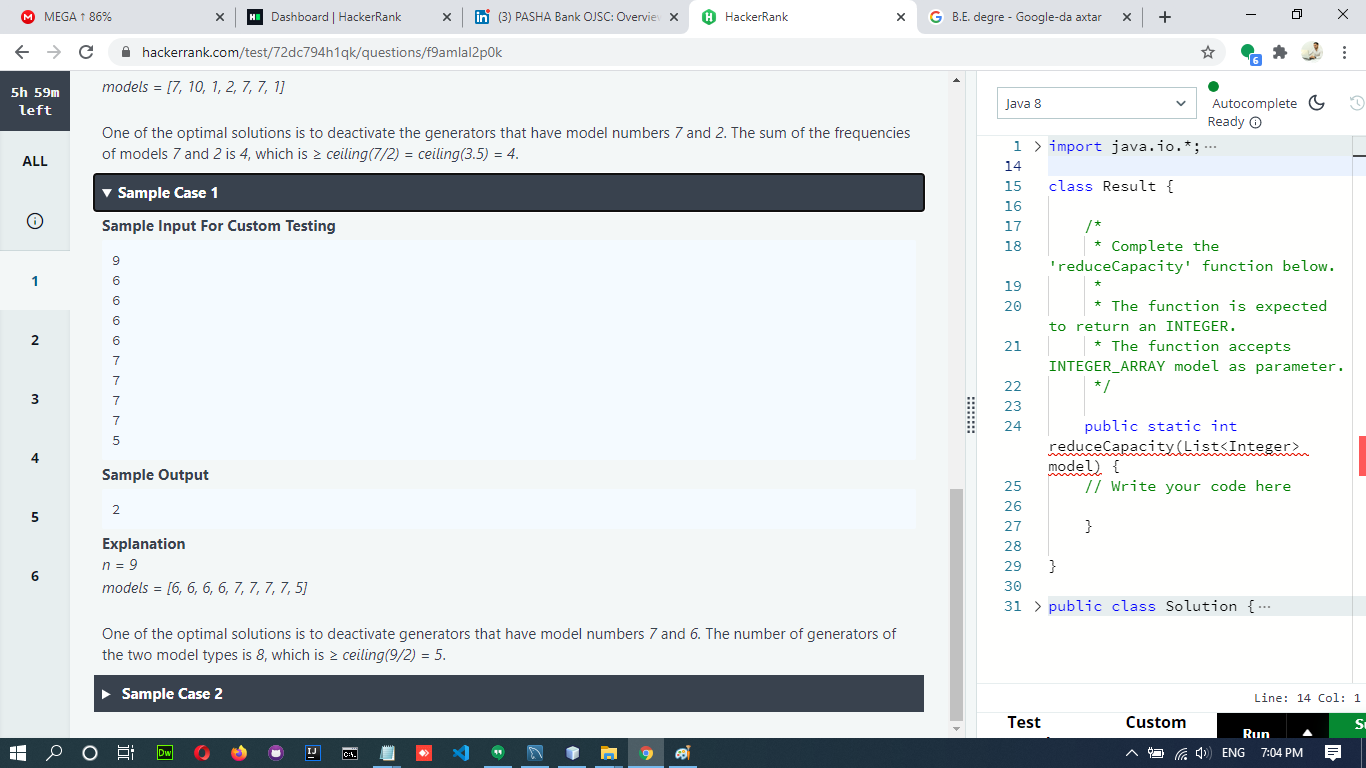 MEGA ↑ 86%
Dashboard | HackerRank
(3) PASHA Bank OJSC: Overvie
HackerRank
B.E. degre - Google-da axtar
hackerrank.com/test/72dc794h1qk/questions/f9amlal2p0k
6
5h 59m
left
ALL
1
2
3
4
5
6
models = [7, 10, 1, 2, 7, 7, 1]
One of the optimal solutions is to deactivate the generators that have model numbers 7 and 2. The sum of the frequencies
of models 7 and 2 is 4, which is ≥ ceiling(7/2) = ceiling(3.5) = 4.
Sample Case 1
Sample Input For Custom Testing
9
6
6
6
6
7
7
7
7
5
Sample Output
2
Explanation
n = 9
models = [6, 6, 6, 6, 7, 7, 7, 7, 5]
One of the optimal solutions is to deactivate generators that have model numbers 7 and 6. The number of generators of
the two model types is 8, which is ≥ ceiling(9/2) = 5.
Sample Case 2
Java 8
Autocomplete
Ready
1 import java.io.*;
14
15 class Result {
16
17 /*
18 * Complete the
'reduceCapacity' function below.
19 *
20 * The function is expected
to return an INTEGER.
21 * The function accepts
INTEGER_ARRAY model as parameter.
22 */
23
24 public static int
reduceCapacity(List<Integer>
model) {
25 // Write your code here
26
27 }
28
29 }
30
31 public class Solution {
Line: 14 Col: 1
Test
Custom
Run
Dw
IJ
ENG
7:04 PM